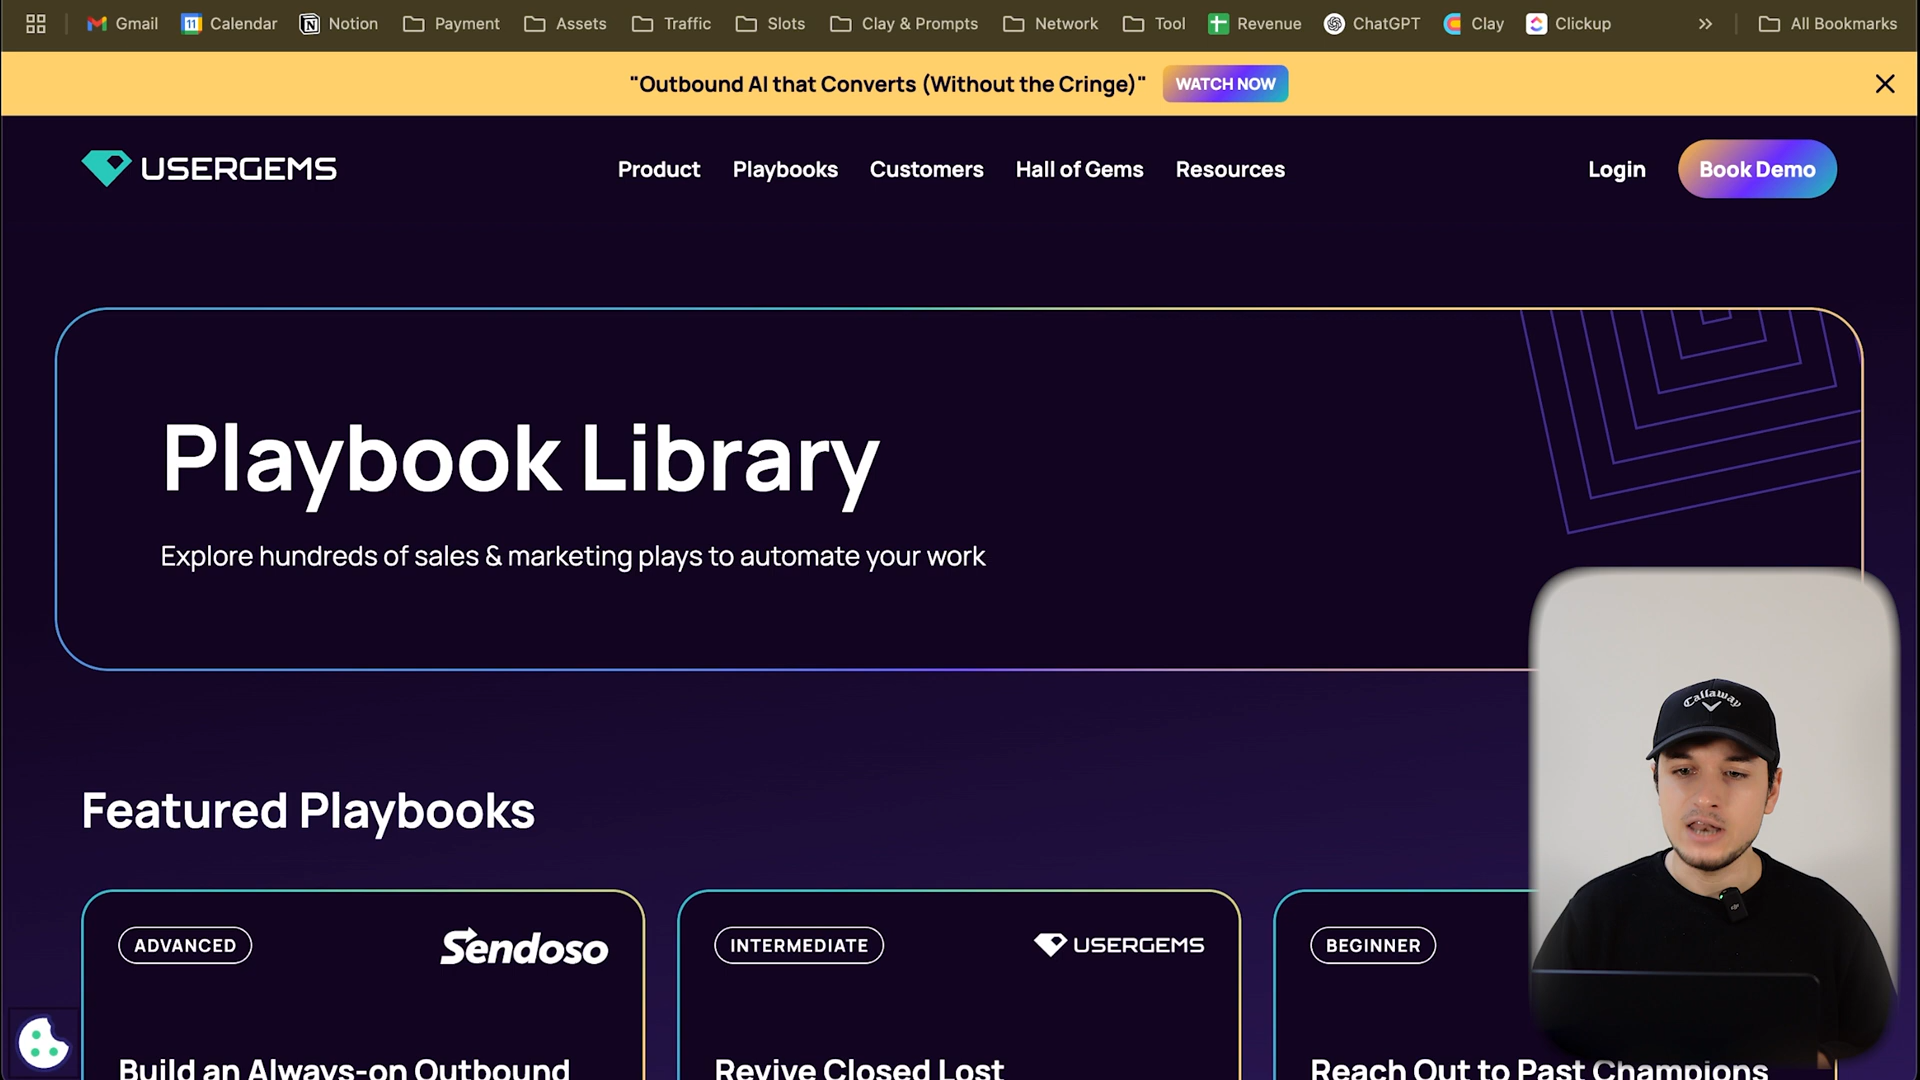 Gmail
Calendar
Notion
Payment
Assets
Traffic
Slots
Clay & Prompts
Network
Tool
Revenue
ChatGPT
Clay
Clickup
All Bookmarks
"Outbound AI that Converts (Without the Cringe)" WATCH NOW
USERGEMS
Product
Playbooks
Customers
Hall of Gems
Resources
Login
Book Demo
Playbook Library
Explore hundreds of sales & marketing plays to automate your work
Callaway
Featured Playbooks
ADVANCED
Sendoso
INTERMEDIATE
USERGEMS
BEGINNER
Build an Always-on Outbound
Revive Closed Lost
Reach Out to Past Champions